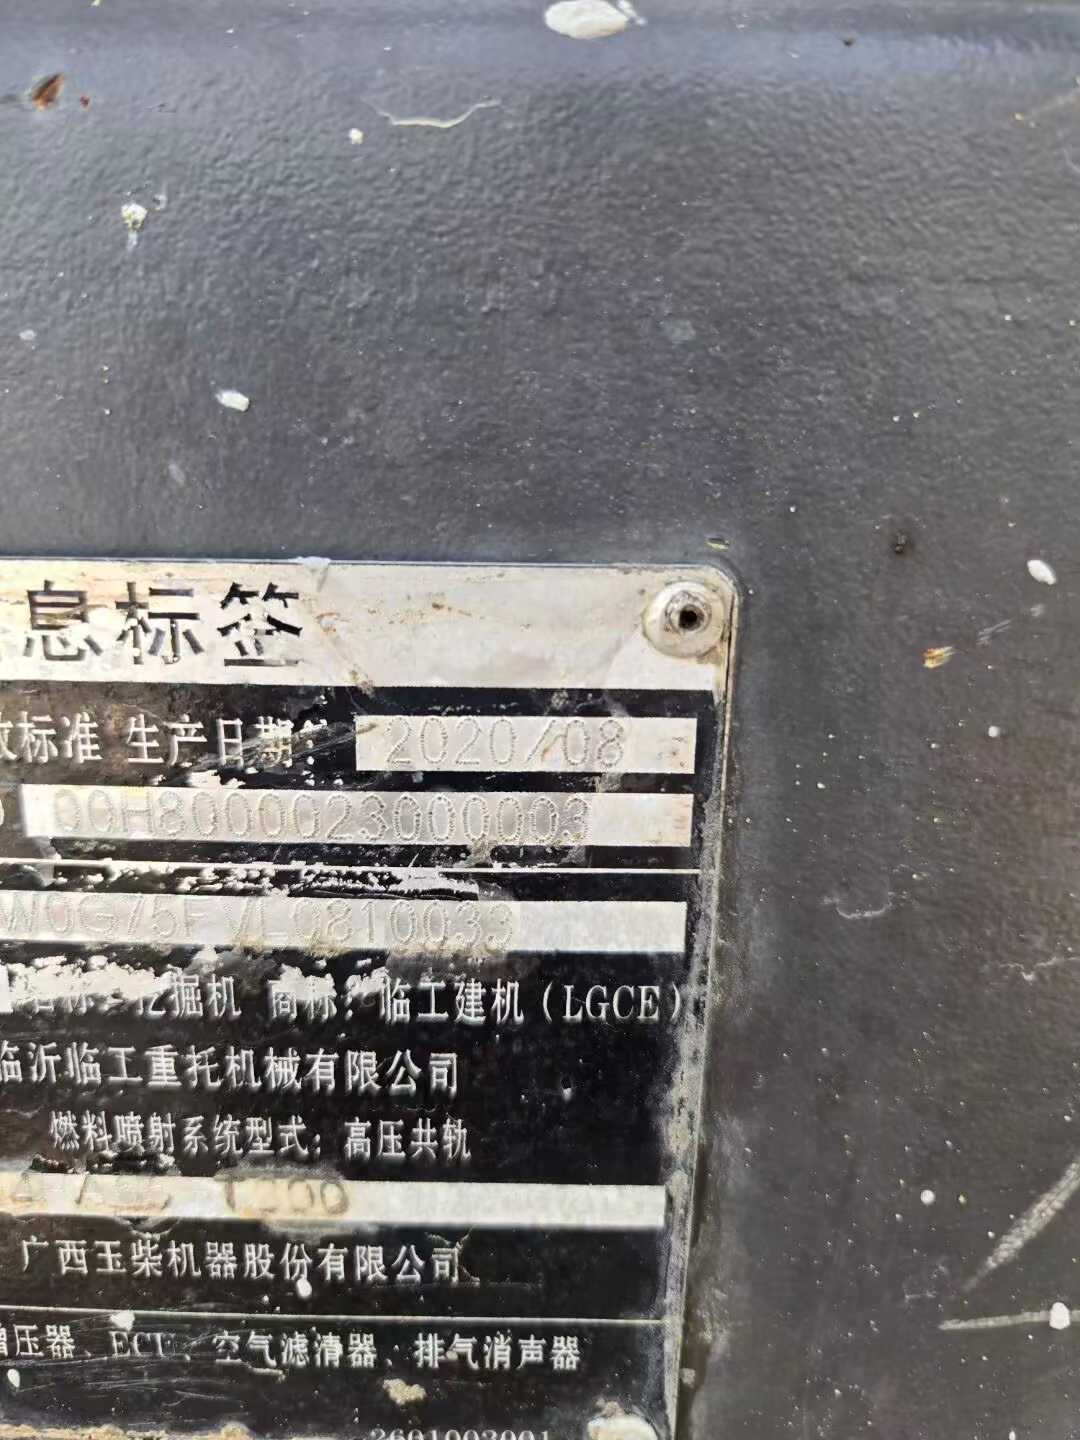 息标签
标准 生产日期: 2020/08
00H8000023000003
W0G75FVL0810033
挖掘机 商标: 临工建机(LGCE)
临沂临工重托机械有限公司
燃料喷射系统型式: 高压共轨
广西玉柴机器股份有限公司
增压器、ECU、空气滤清器、排气消声器